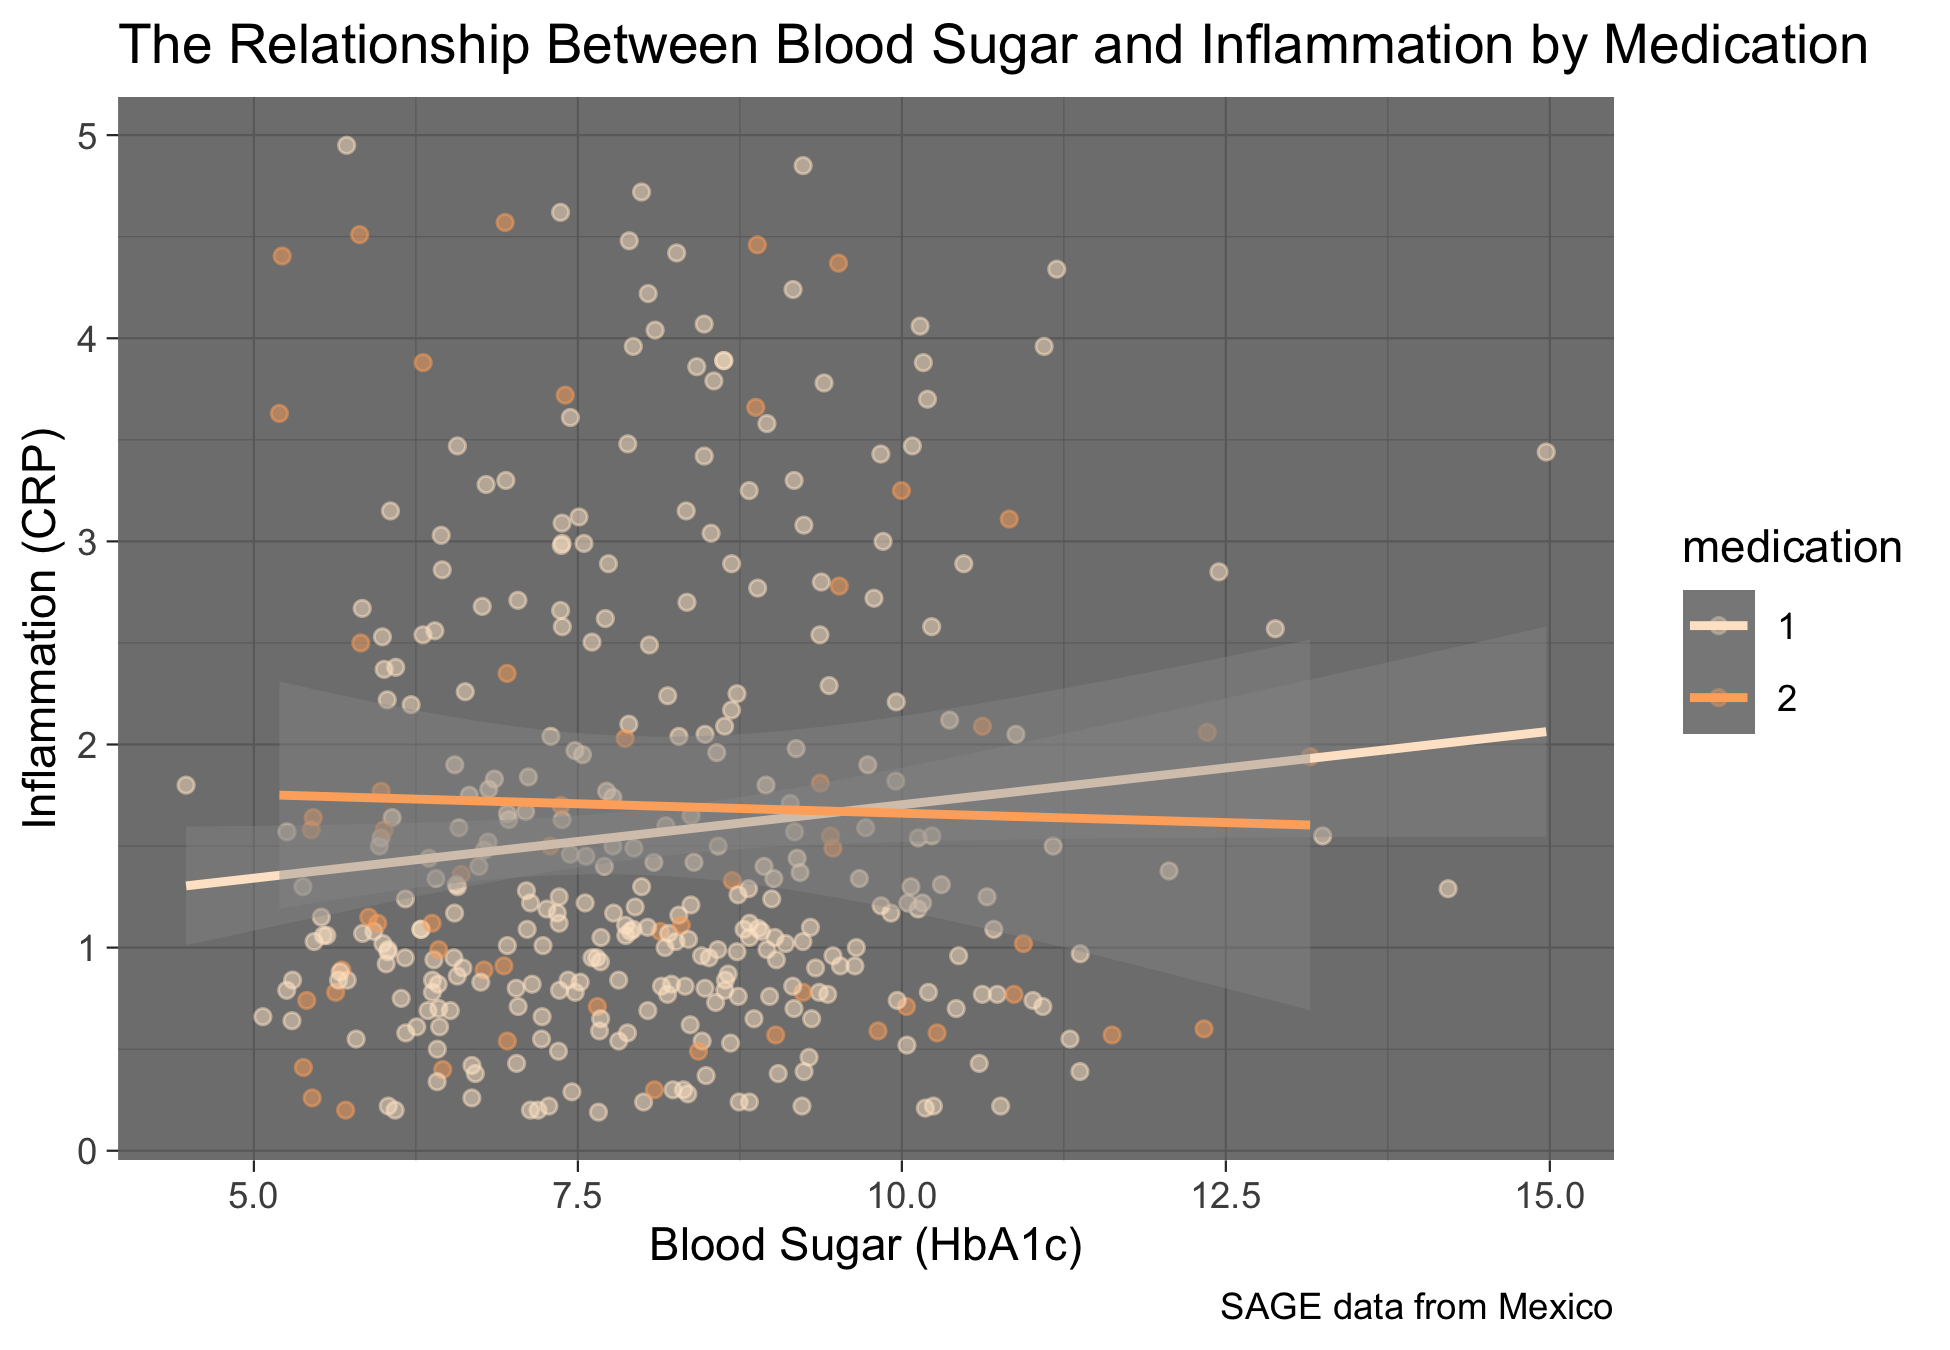 The Relationship Between Blood Sugar and Inflammation by Medication
5
4
3
2
1
0
Inflammation (CRP)
5.0 7.5 10.0 12.5 15.0
Blood Sugar (HbA1c)
medication
1
2
SAGE data from Mexico